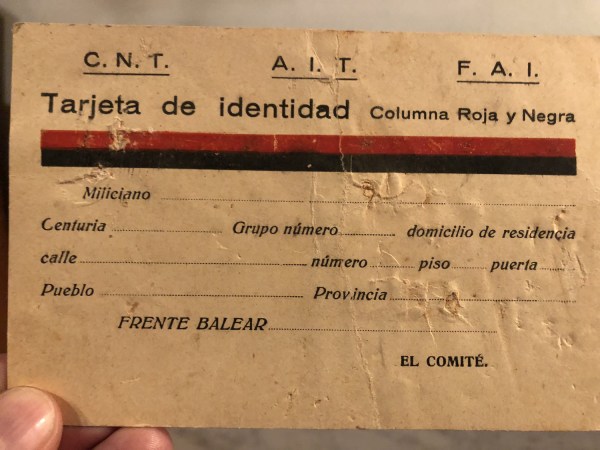 C. N. T. A. I. T. F. A. I.
Tarjeta de identidad Columna Roja y Negra
Miliciano
Centuria Grupo número domicilio de residencia
calle número piso puerta
Pueblo Provincia
FRENTE BALEAR
EL COMITÉ.